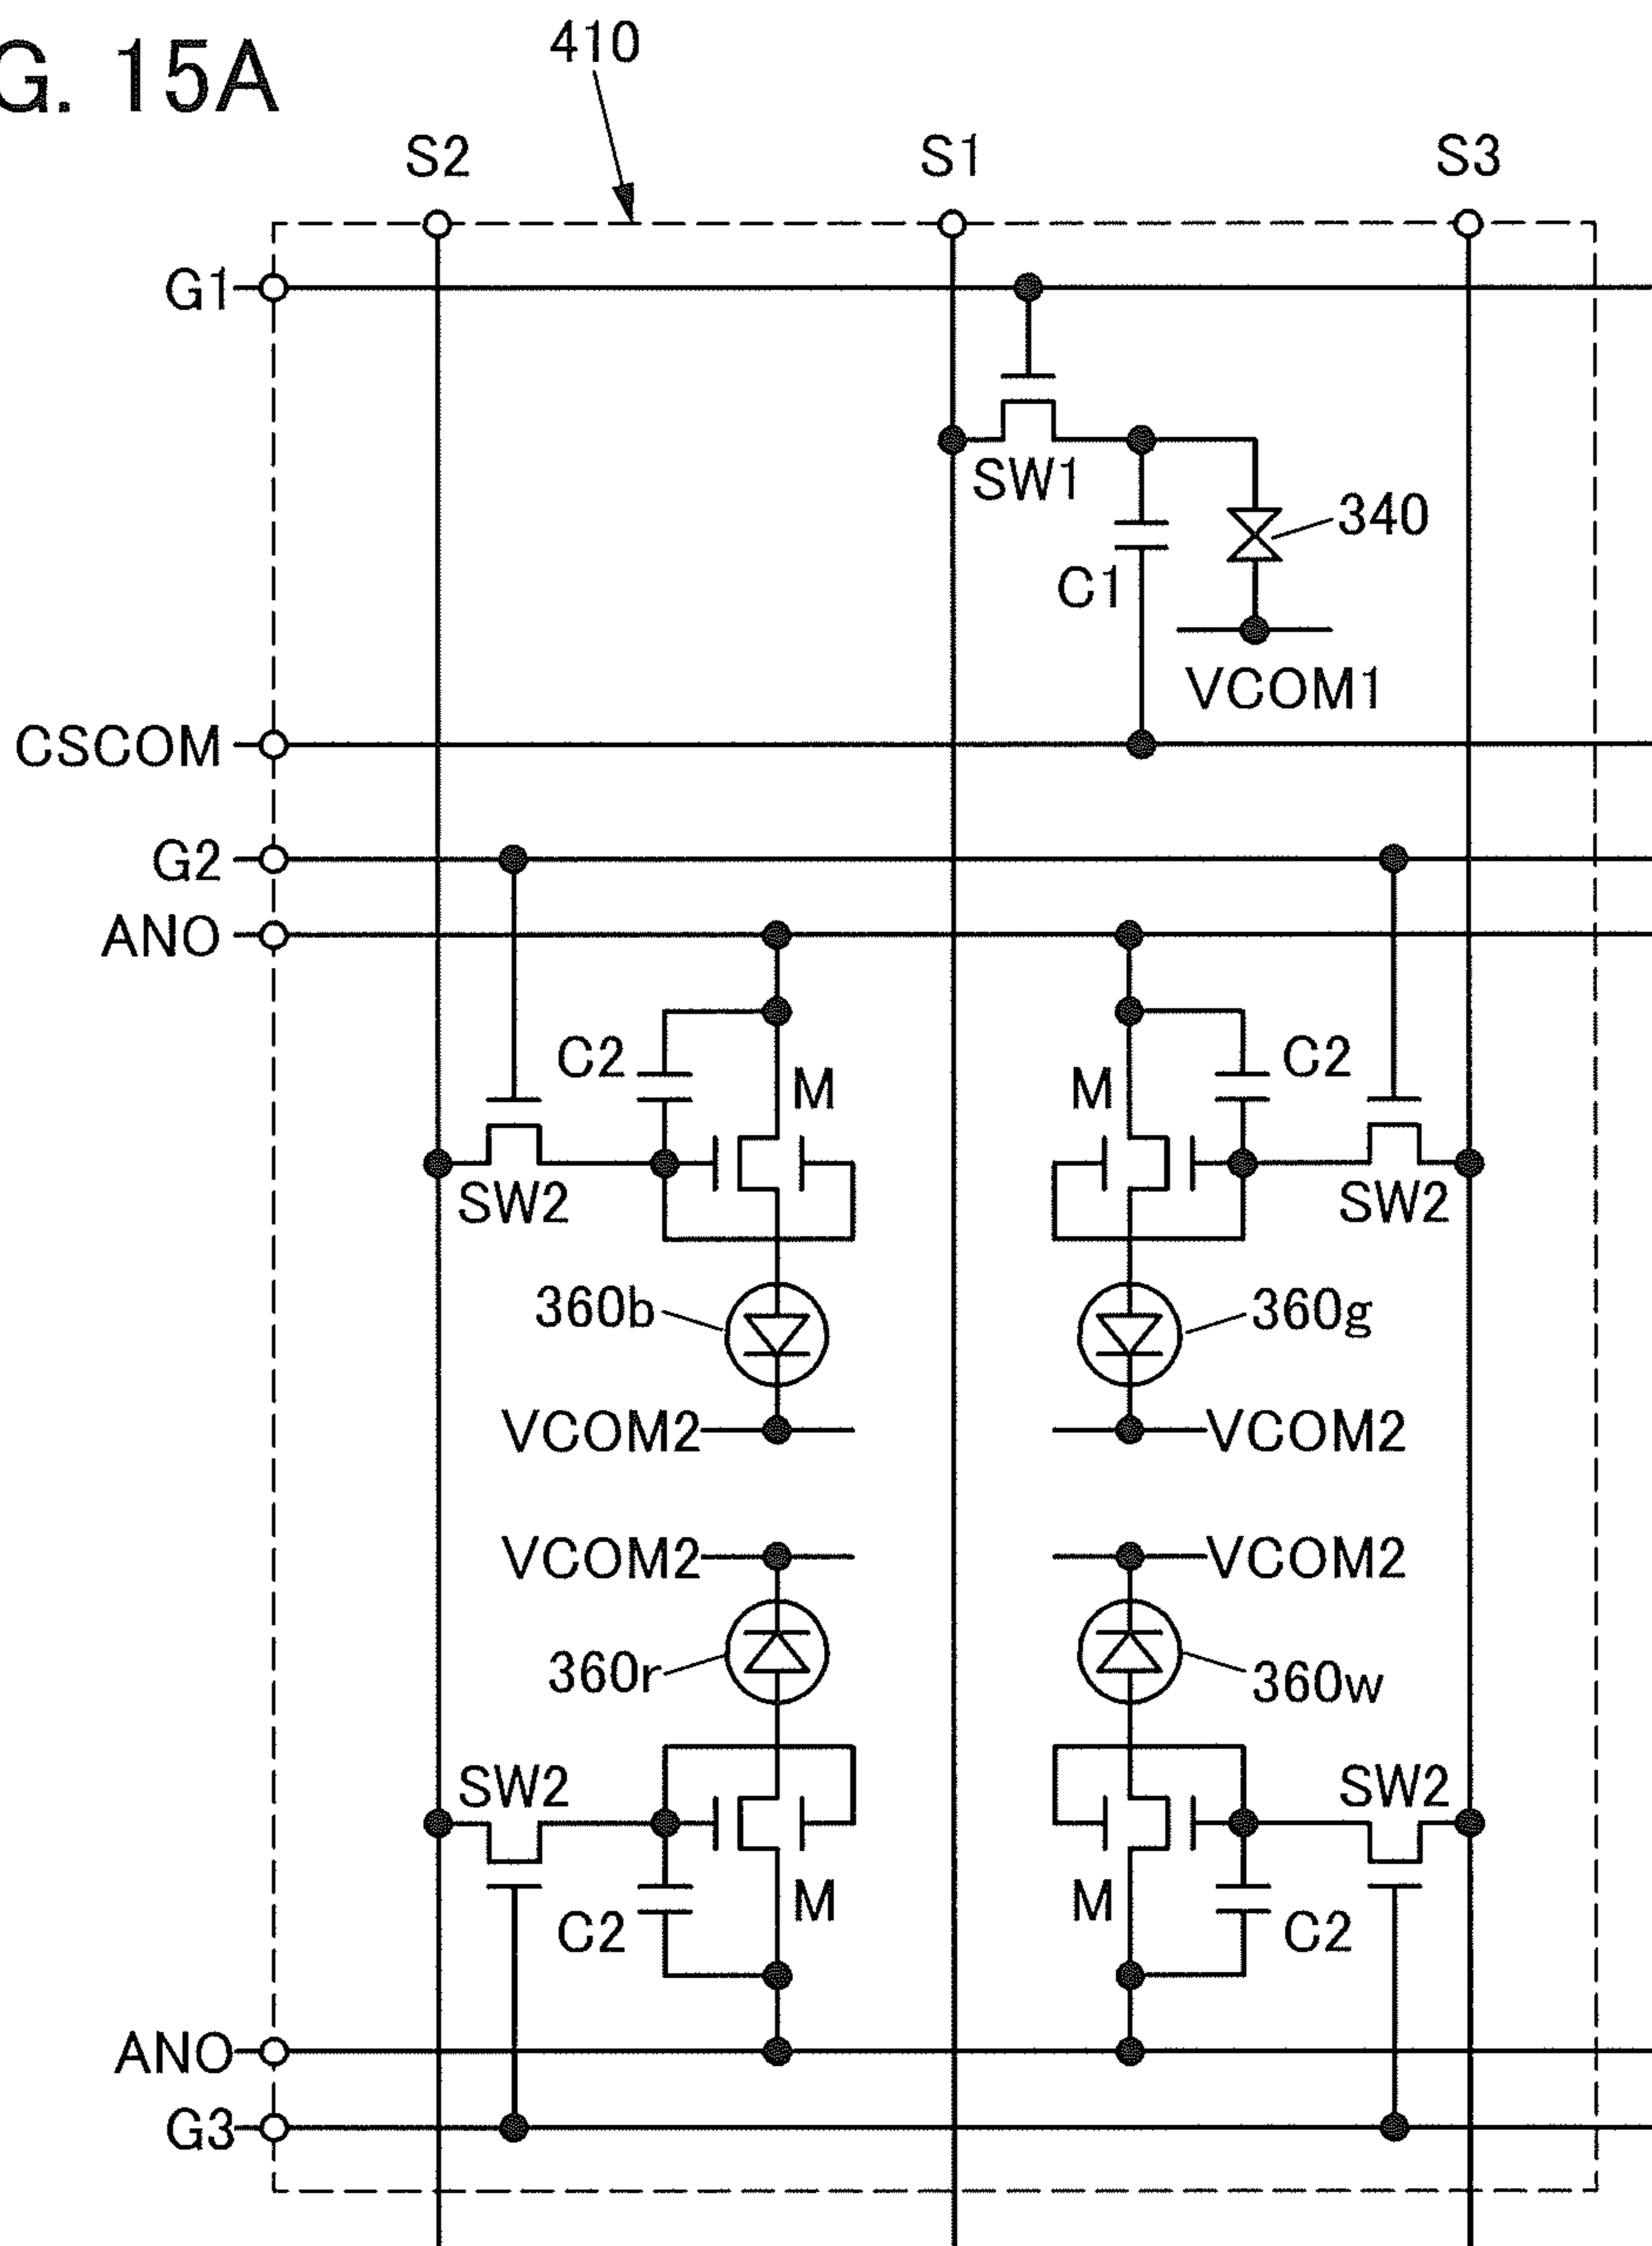 G. 15A
410
S2
S1
S3
G1
SW1
340
C1
VCOM1
CSCOM
G2
ANO
C2
M
M
C2
SW2
SW2
360b
360g
VCOM2
VCOM2
VCOM2
VCOM2
360r
360w
SW2
SW2
M
M
C2
C2
ANO
G3